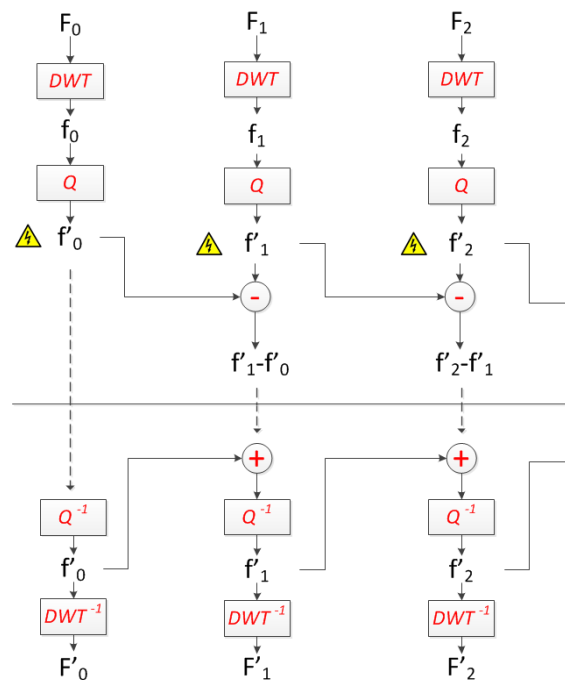 F₀ F₁ F₂
DWT DWT DWT
f₀ f₁ f₂
Q Q Q
f'₀ f'₁ f'₂
- -
f'₁-f'₀ f'₂-f'₁
+ +
Q⁻¹ Q⁻¹ Q⁻¹
f'₀ f'₁ f'₂
DWT⁻¹ DWT⁻¹ DWT⁻¹
F'₀ F'₁ F'₂